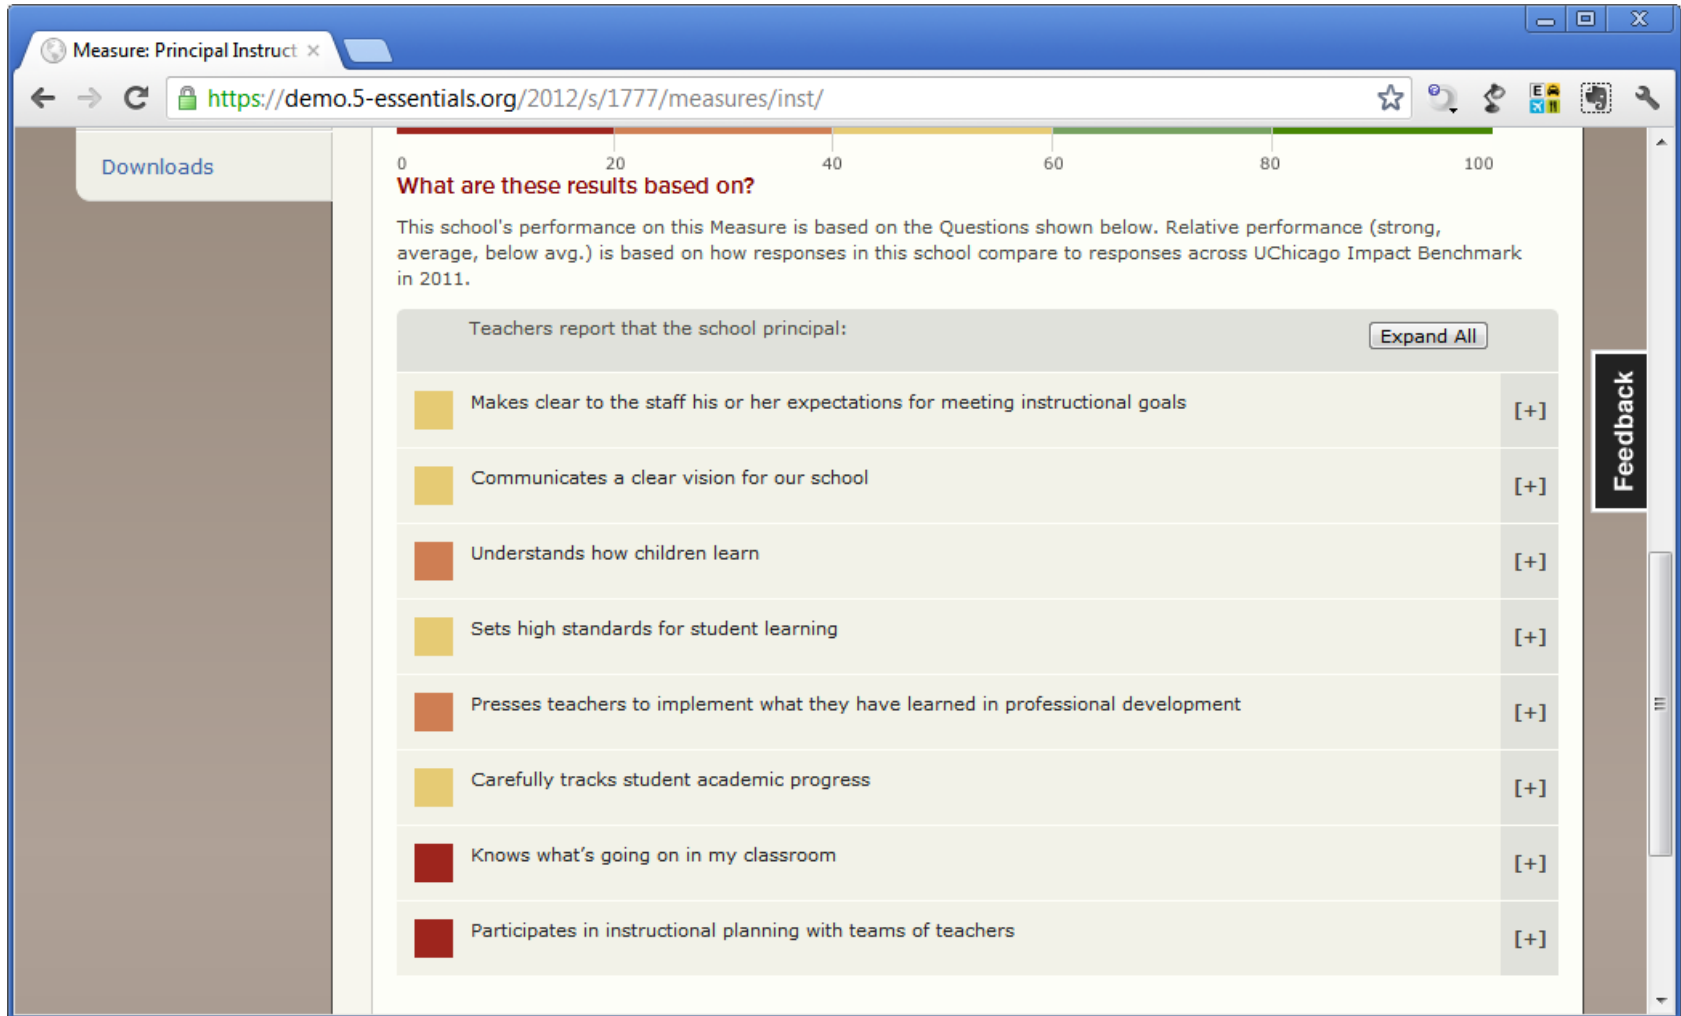 Measure: Principal Instruct
https://demo.5-essentials.org/2012/s/1777/measures/inst/
Downloads
0 20 40 60 80 100
What are these results based on?
This school's performance on this Measure is based on the Questions shown below. Relative performance (strong,
average, below avg.) is based on how responses in this school compare to responses across UChicago Impact Benchmark
in 2011.
Teachers report that the school principal:
Expand All
Makes clear to the staff his or her expectations for meeting instructional goals
[+]
Communicates a clear vision for our school
[+]
Understands how children learn
[+]
Sets high standards for student learning
[+]
Presses teachers to implement what they have learned in professional development
[+]
Carefully tracks student academic progress
[+]
Knows what’s going on in my classroom
[+]
Participates in instructional planning with teams of teachers
[+]
Feedback